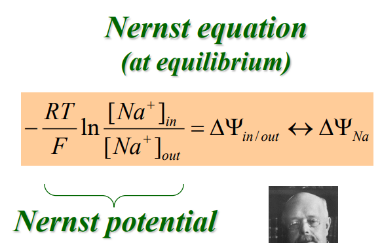 Nernst equation
(at equilibrium)
− RT/F ln [Na⁺]in/[Na⁺]out = ΔΨin/out ↔ ΔΨNa
Nernst potential